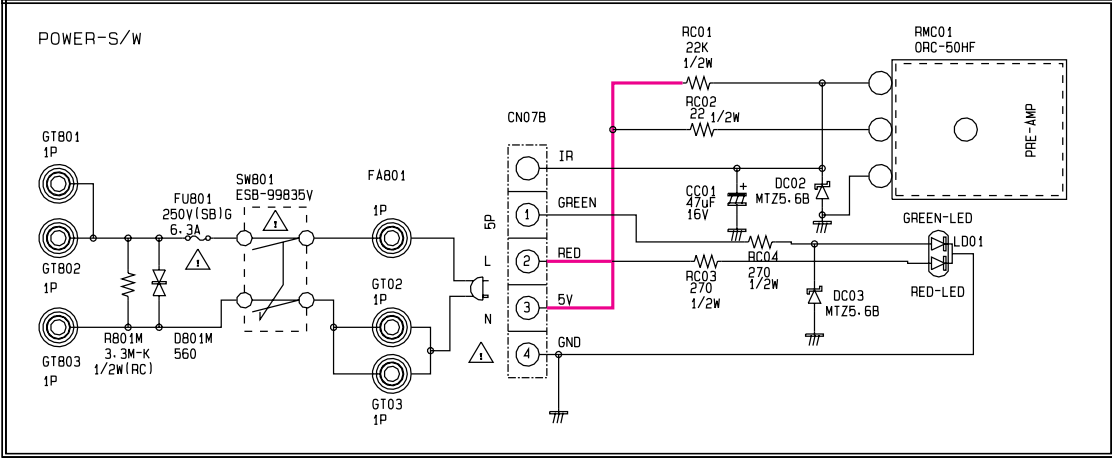 POWER-S/W
GT801
1P
GT802
1P
GT803
1P
FU801
250V(SB)G
6.3A
R801M
3.3M-K
1/2W(RC)
D801M
560
SW801
ESB-99835V
!
!
FA801
1P
GT02
1P
GT03
1P
L
N
!
5P
CN07B
1
2
3
4
IR
GREEN
RED
5V
GND
RC01
22K
1/2W
RC02
22 1/2W
CC01
+
47uF
16V
DC02
MTZ5.6B
RC03
270
1/2W
RC04
270
1/2W
DC03
MTZ5.6B
RMC01
ORC-50HF
PRE-AMP
GREEN-LED
LD01
RED-LED